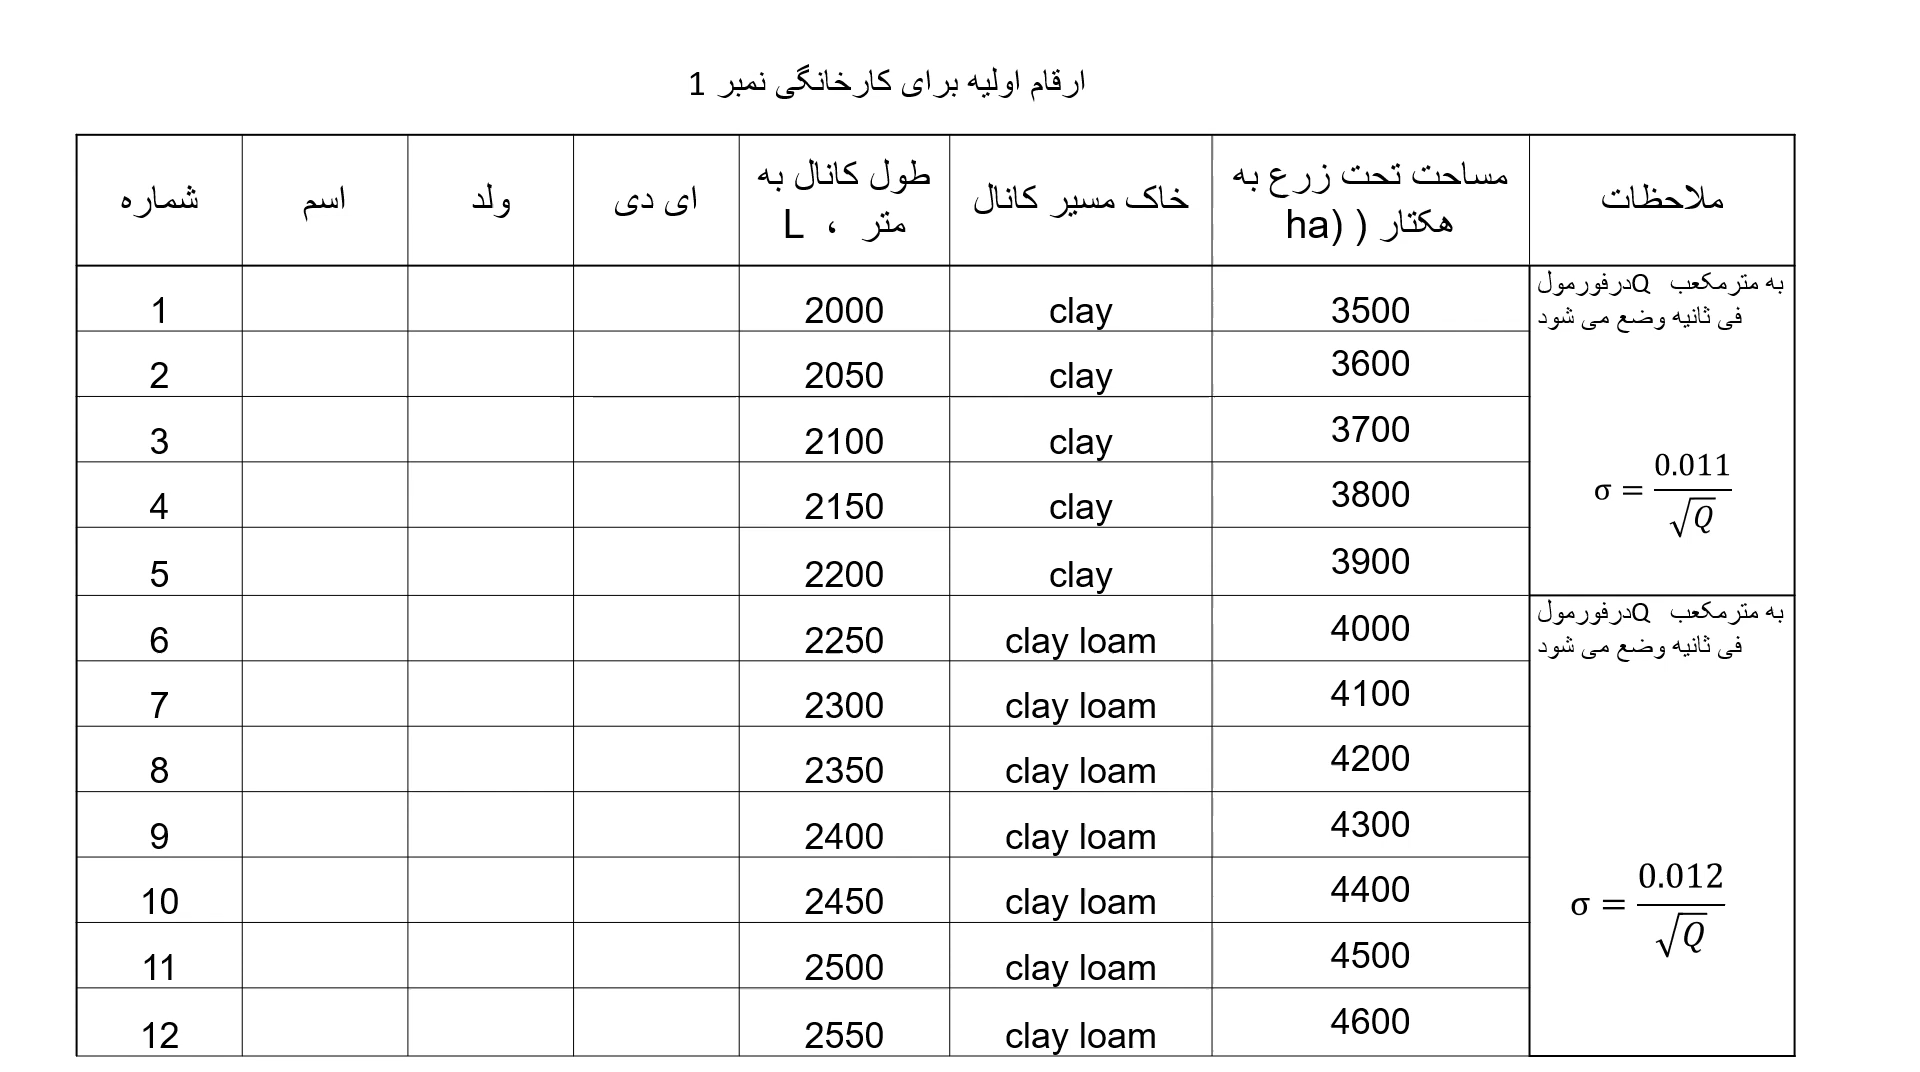 ارقام اولیه برای کارخانگی نمبر 1
شماره	اسم	ولد	ای دی	طول کانال به متر ، L	خاک مسیر کانال	مساحت تحت زرع به هکتار ( (ha	ملاحظات
1				2000	clay	3500	درفورمولQ به مترمکعب
فی ثانیه وضع می شود
2				2050	clay	3600
3				2100	clay	3700
4				2150	clay	3800	σ = 0.011/√Q
5				2200	clay	3900
6				2250	clay loam	4000	درفورمولQ به مترمکعب
فی ثانیه وضع می شود
7				2300	clay loam	4100
8				2350	clay loam	4200
9				2400	clay loam	4300
10				2450	clay loam	4400	σ = 0.012/√Q
11				2500	clay loam	4500
12				2550	clay loam	4600